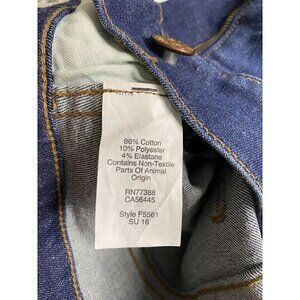 86% Cotton
10% Polyester
4% Elastane
Contains Non-Textile
Parts Of Animal
Origin
RN77388
CA56445
Style F5561
SU 16